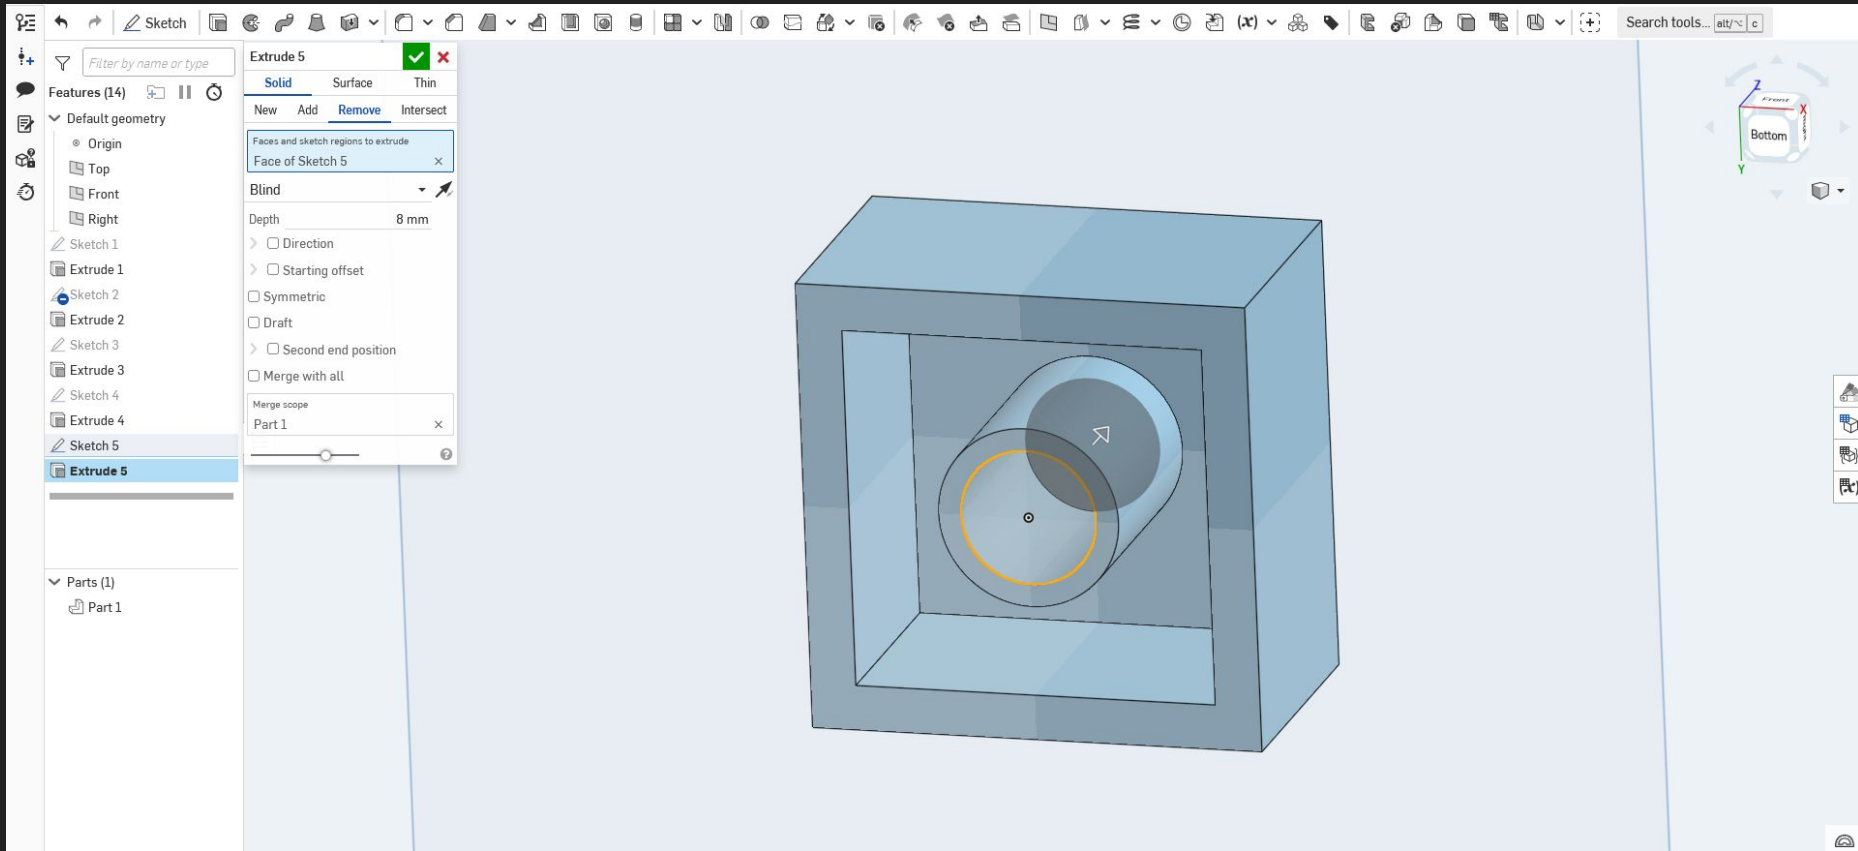 Sketch
Search tools... alt/⌥ c
Filter by name or type
Features (14)
Default geometry
Origin
Top
Front
Right
Sketch 1
Extrude 1
Sketch 2
Extrude 2
Sketch 3
Extrude 3
Sketch 4
Extrude 4
Sketch 5
Extrude 5
Parts (1)
Part 1
Extrude 5
Solid Surface Thin
New Add Remove Intersect
Faces and sketch regions to extrude
Face of Sketch 5
Blind
Depth 8 mm
Direction
Starting offset
Symmetric
Draft
Second end position
Merge with all
Merge scope
Part 1
Z
Front
X
Bottom
Y
(x)